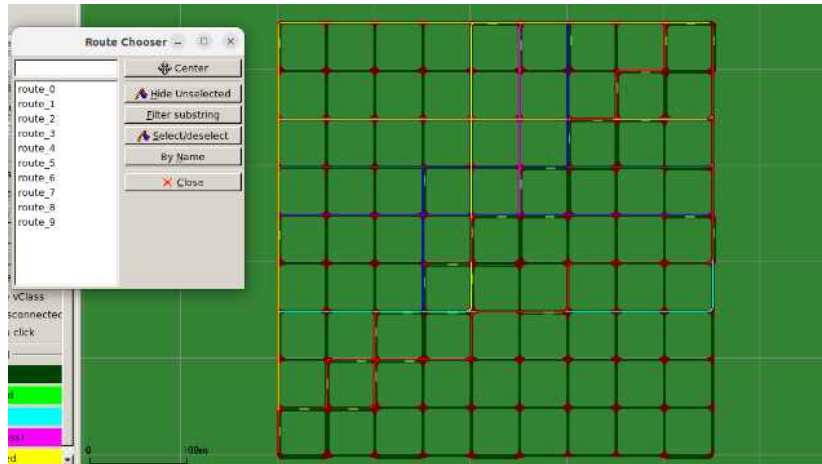 Route Chooser
Center
Hide Unselected
Filter substring
Select/deselect
By Name
Close
route_0
route_1
route_2
route_3
route_4
route_5
route_6
route_7
route_8
route_9
vClass
click
0
100m